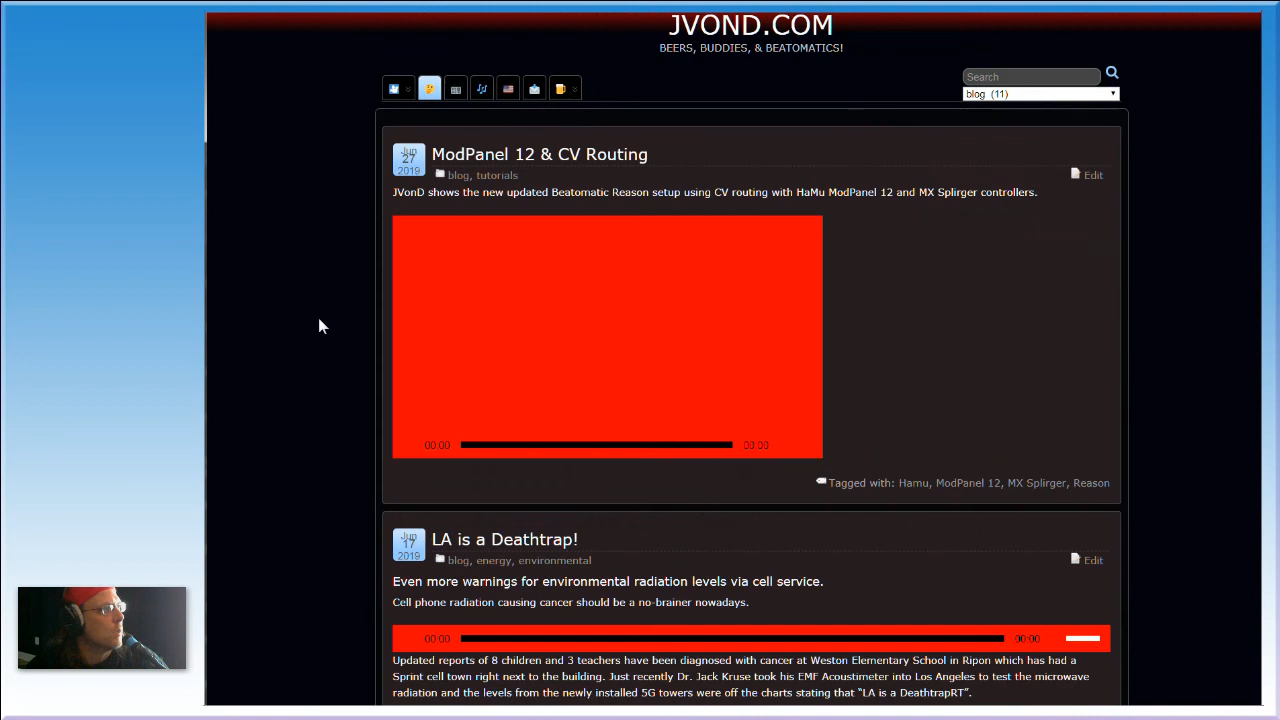 JVOND.COM
BEERS, BUDDIES, & BEATOMATICS!
Search
blog (11)
Jun
27
2019
ModPanel 12 & CV Routing
blog, tutorials
Edit
JVonD shows the new updated Beatomatic Reason setup using CV routing with HaMu ModPanel 12 and MX Splirger controllers.
00:00 00:00
Tagged with: Hamu, ModPanel 12, MX Splirger, Reason
Jun
17
2019
LA is a Deathtrap!
blog, energy, environmental
Edit
Even more warnings for environmental radiation levels via cell service.
Cell phone radiation causing cancer should be a no-brainer nowadays.
00:00 00:00
Updated reports of 8 children and 3 teachers have been diagnosed with cancer at Weston Elementary School in Ripon which has had a
Sprint cell town right next to the building. Just recently Dr. Jack Kruse took his EMF Acoustimeter into Los Angeles to test the microwave
radiation and the levels from the newly installed 5G towers were off the charts stating that “LA is a DeathtrapRT”.